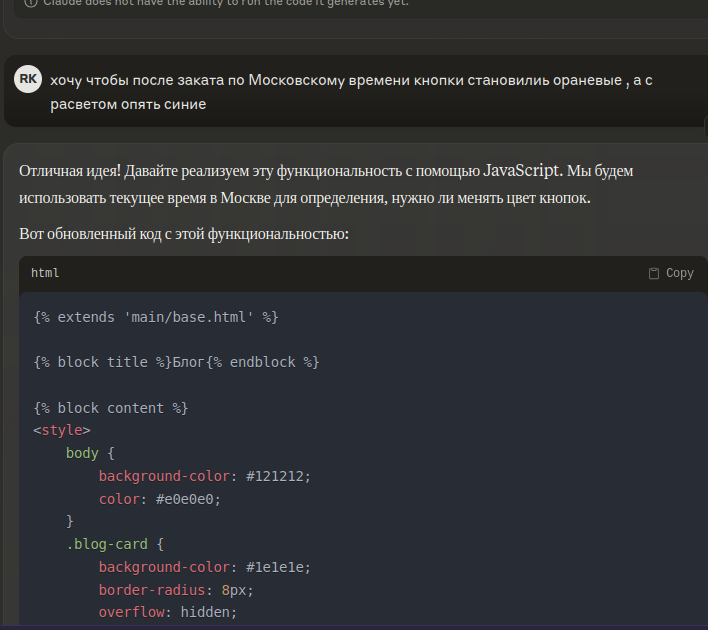 Claude does not have the ability to run the code it generates yet.
RK
хочу чтобы после заката по Московскому времени кнопки становилиь ораневые , а с
расветом опять синие
Отличная идея! Давайте реализуем эту функциональность с помощью JavaScript. Мы будем
использовать текущее время в Москве для определения, нужно ли менять цвет кнопок.
Вот обновленный код с этой функциональностью:
html
Copy
{% extends 'main/base.html' %}
{% block title %}Блог{% endblock %}
{% block content %}
<style>
body {
background-color: #121212;
color: #e0e0e0;
}
.blog-card {
background-color: #1e1e1e;
border-radius: 8px;
overflow: hidden;